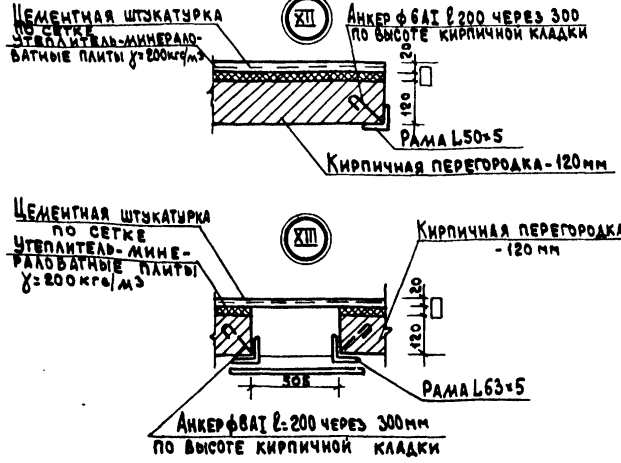 ЦЕМЕНТНАЯ ШТУКАТУРКА
ПО СЕТКЕ
УТЕПЛИТЕЛЬ-МИНЕРАЛО-
ВАТНЫЕ ПЛИТЫ γ=200кгс/м3
XII
АНКЕР ф6АI ℓ200 ЧЕРЕЗ 300
ПО ВЫСОТЕ КИРПИЧНОЙ КЛАДКИ
20
120
РАМА L50×5
КИРПИЧНАЯ ПЕРЕГОРОДКА-120мм
ЦЕМЕНТНАЯ ШТУКАТУРКА
ПО СЕТКЕ
УТЕПЛИТЕЛЬ-МИНЕ-
РАЛОВАТНЫЕ ПЛИТЫ
γ=200кгс/м3
XIII
КИРПИЧНАЯ ПЕРЕГОРОДКА
-120 мм
20
120
РАМА L63×5
АНКЕР ф8АI ℓ=200 ЧЕРЕЗ 300мм
ПО ВЫСОТЕ КИРПИЧНОЙ КЛАДКИ